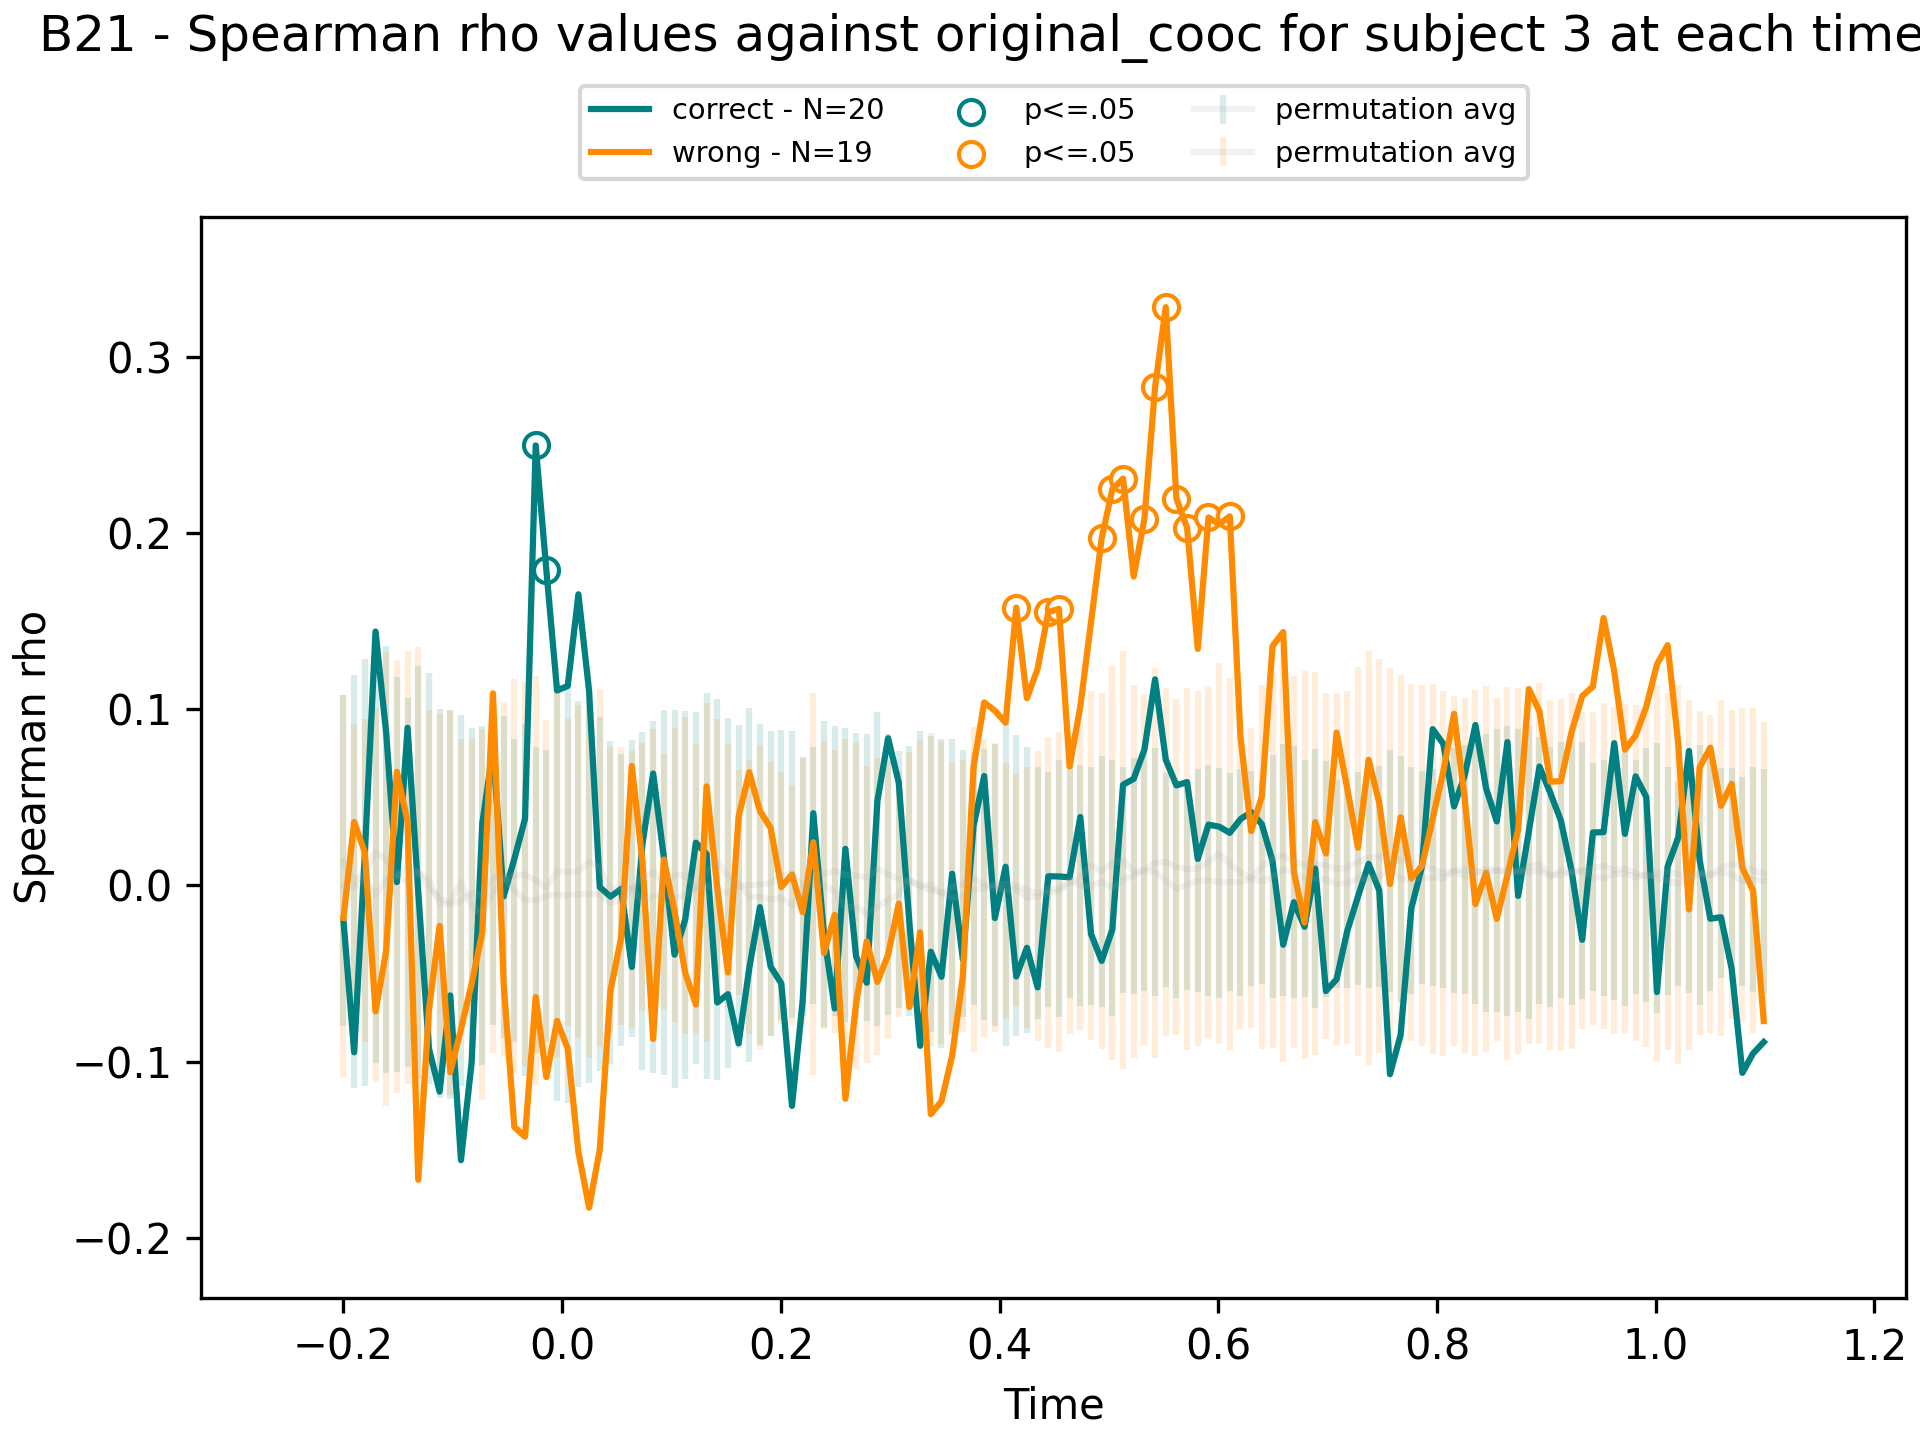 B21 - Spearman rho values against original_cooc for subject 3 at each time
correct - N=20 p<=.05 permutation avg
wrong - N=19 p<=.05 permutation avg
Spearman rho
0.3
0.2
0.1
0.0
−0.1
−0.2
−0.2 0.0 0.2 0.4 0.6 0.8 1.0 1.2
Time